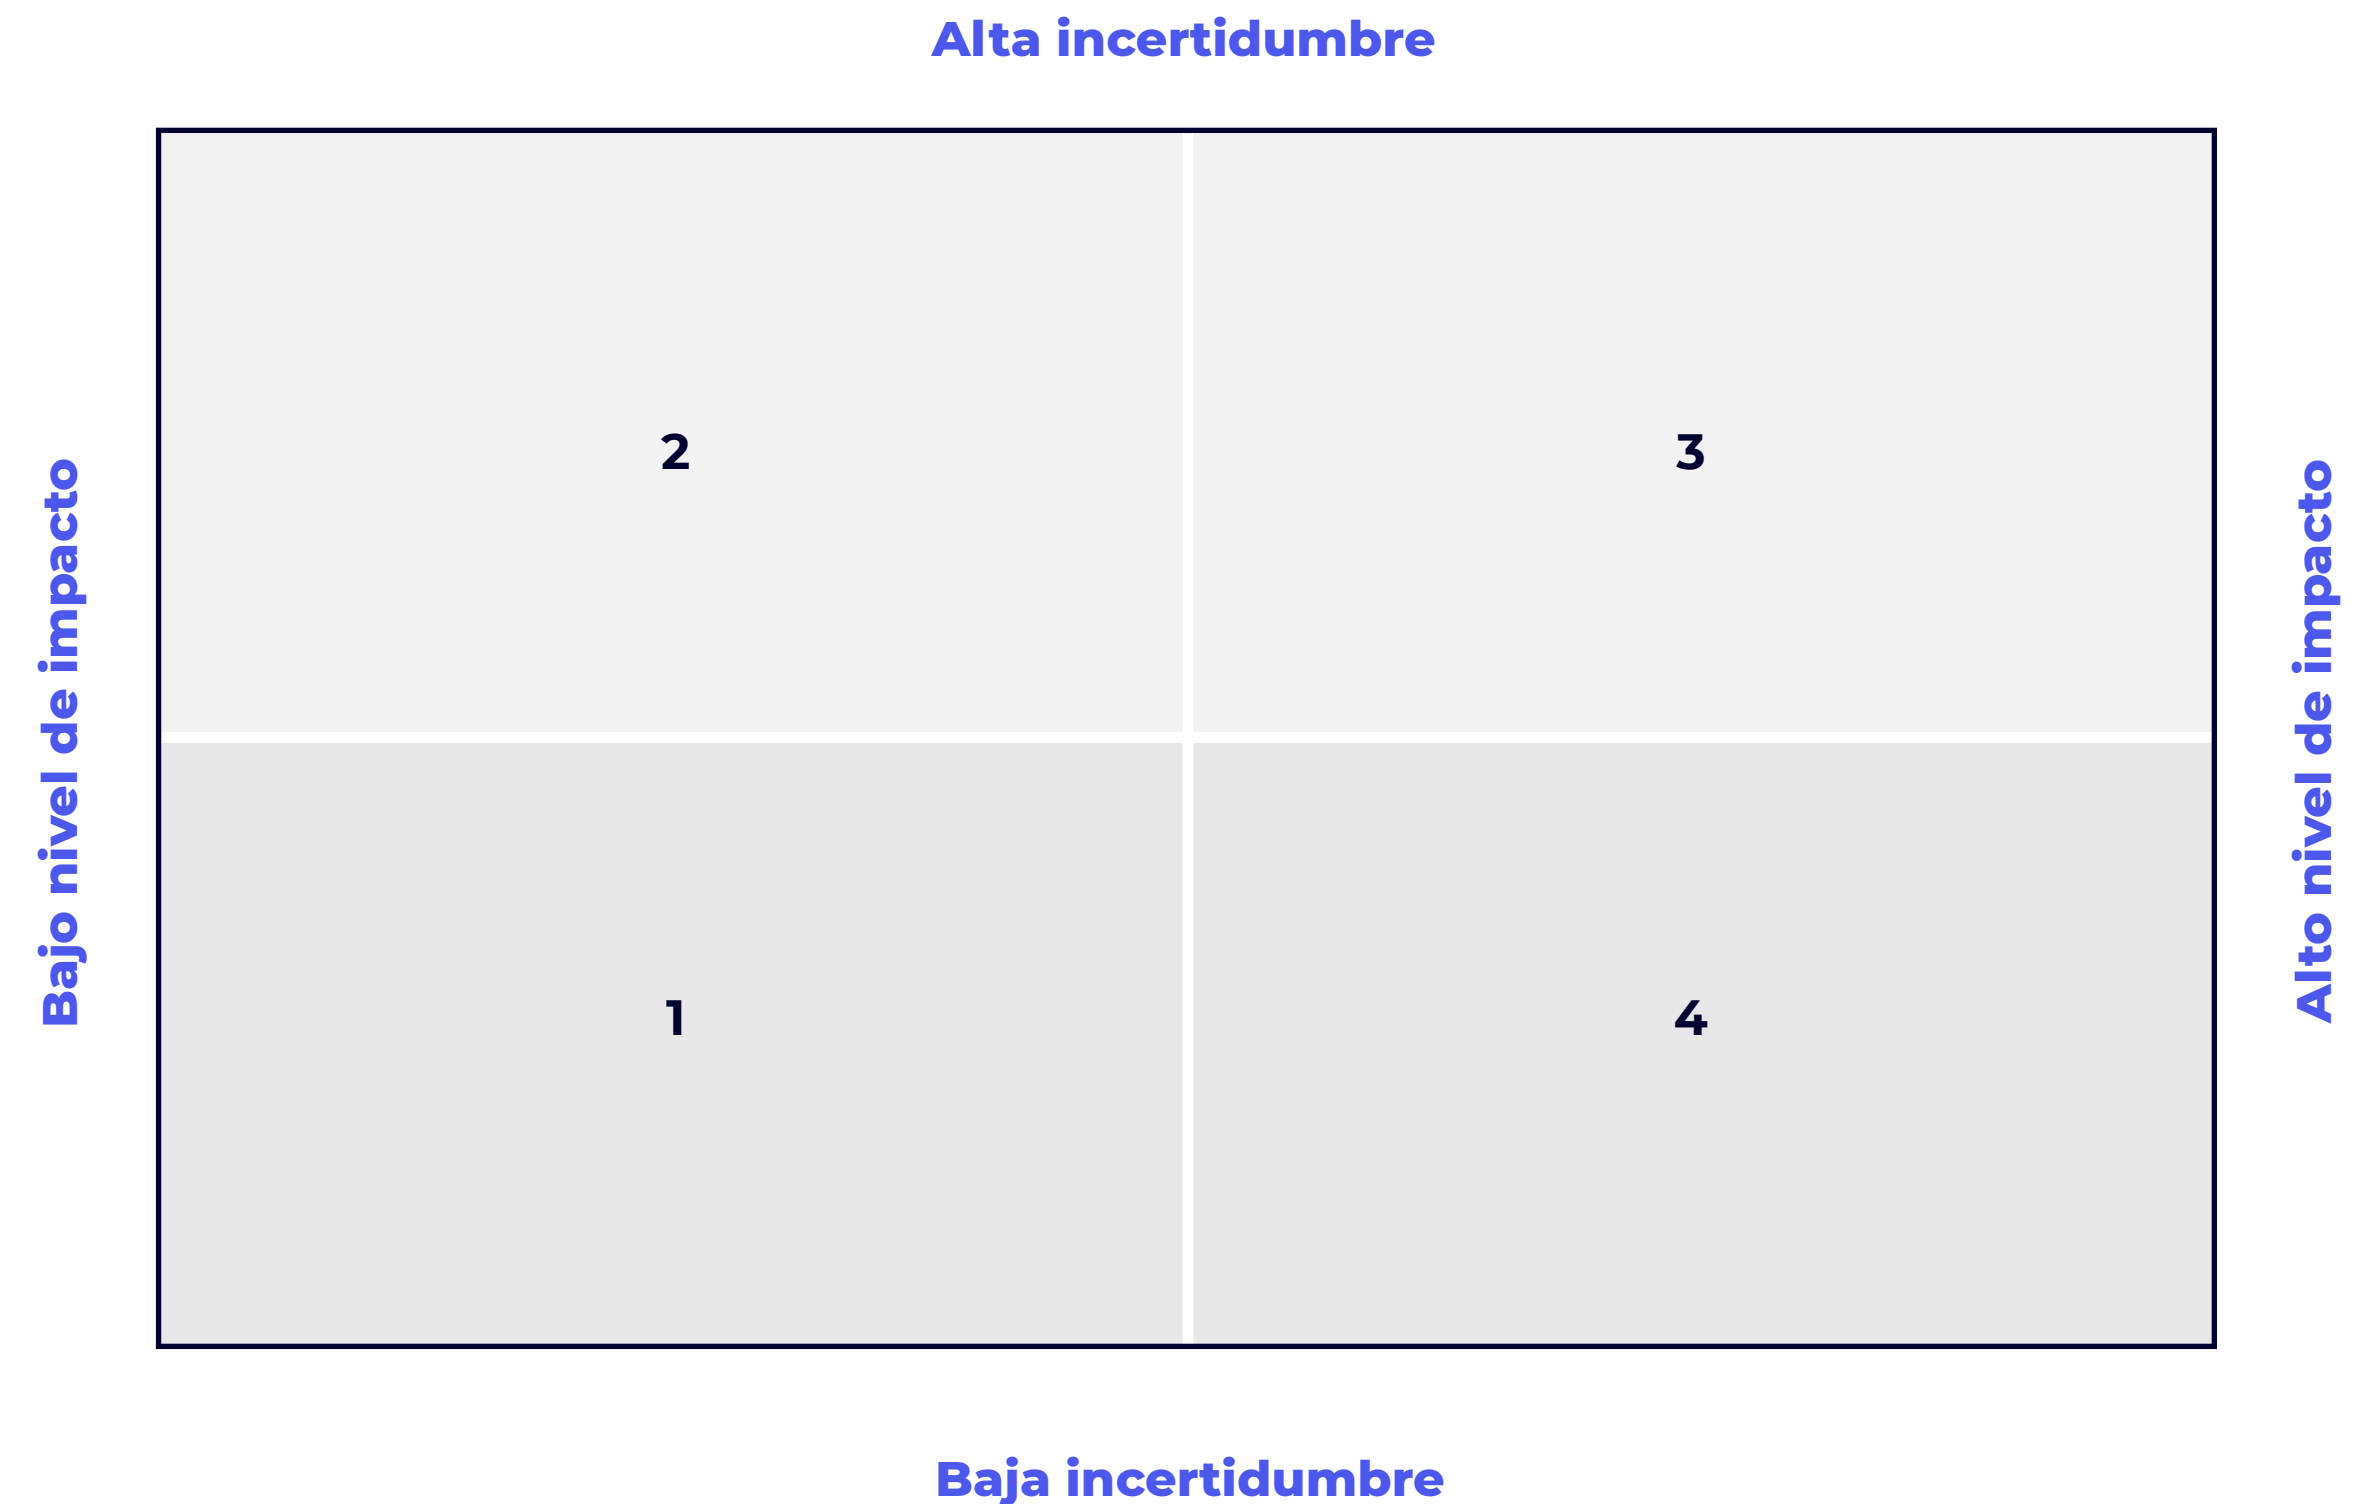 Alta incertidumbre
2
3
Bajo nivel de impacto
Alto nivel de impacto
1
4
Baja incertidumbre